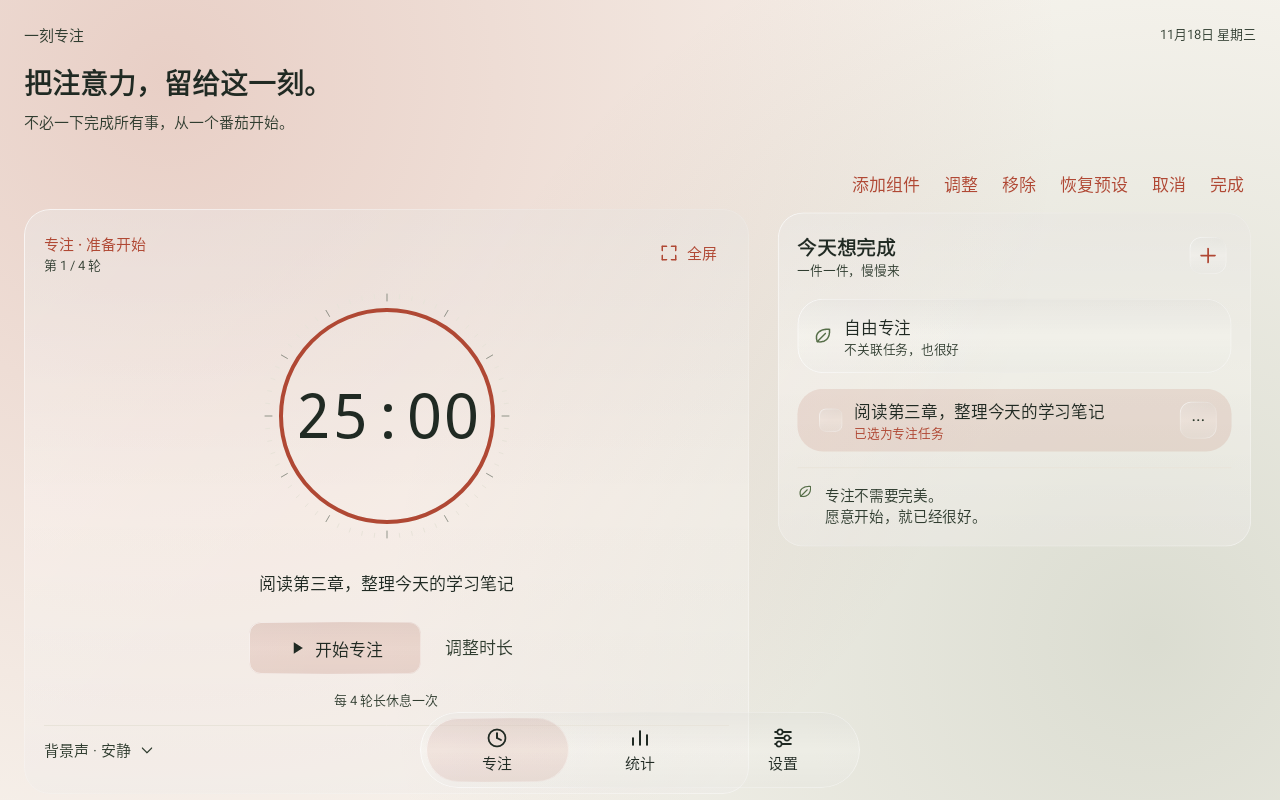 一刻专注
11月18日 星期三
把注意力，留给这一刻。
不必一下完成所有事，从一个番茄开始。
添加组件 调整 移除 恢复预设 取消 完成
专注 · 准备开始
第 1 / 4 轮
全屏
25:00
阅读第三章，整理今天的学习笔记
开始专注
调整时长
每 4 轮长休息一次
背景声 · 安静
今天想完成
一件一件，慢慢来
自由专注
不关联任务，也很好
阅读第三章，整理今天的学习笔记
已选为专注任务
...
专注不需要完美。
愿意开始，就已经很好。
专注
统计
设置